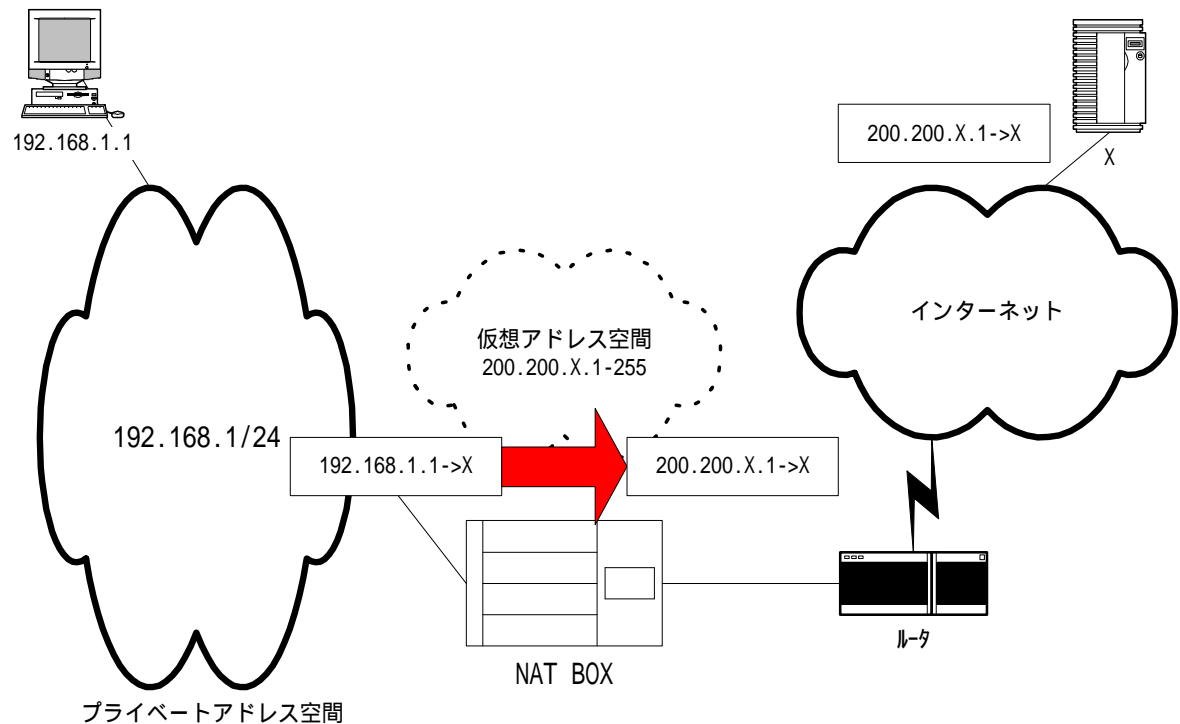 192.168.1.1
200.200.X.1->X
X
仮想アドレス空間
200.200.X.1-255
インターネット
192.168.1/24
192.168.1.1->X
200.200.X.1->X
ﾙｰﾀ
NAT BOX
プライベートアドレス空間